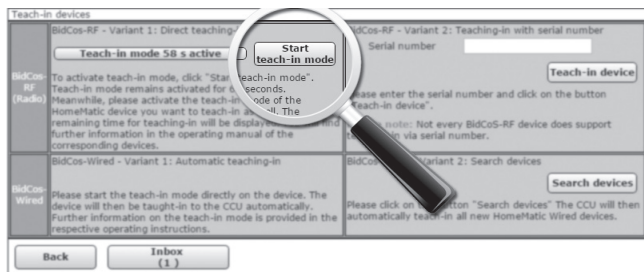 Teach-in devices
BidCos-RF (Radio)
BidCos-RF - Variant 1: Direct teaching-
Teach-in mode 58 s active
Start teach-in mode
To activate teach-in mode, click "Start teach-in mode".
Teach-in mode remains activated for 6 seconds.
Meanwhile, please activate the teach-in mode of the
HomeMatic device you want to teach-in as well. The
remaining time for teaching-in will be displayed. find
further information in the operating manual of the
corresponding devices.
BidCos-RF - Variant 2: Teaching-in with serial number
Serial number
Teach-in device
Please enter the serial number and click on the button
"Teach-in device".
note: Not every BidCoS-RF device does support
teach-in via serial number.
BidCos-Wired
BidCos-Wired - Variant 1: Automatic teaching-in
Please start the teach-in mode directly on the device. The
device will then be taught-in to the CCU automatically.
Further information on the teach-in mode is provided in the
respective operating instructions.
BidCos- Variant 2: Search devices
Search devices
Please click on button "Search devices" The CCU will then
automatically teach-in all new HomeMatic Wired devices.
Back
Inbox
(1)